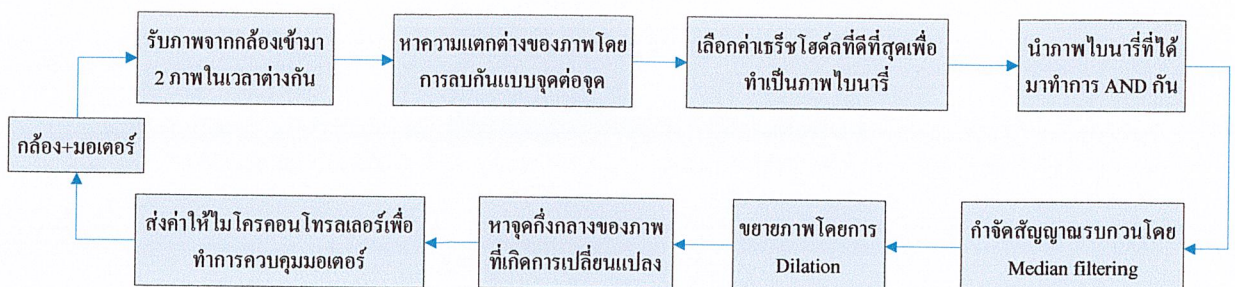 รับภาพจากกล้องเข้ามา
2 ภาพในเวลาต่างกัน
หาความแตกต่างของภาพโดย
การลบกันแบบจุดต่อจุด
เลือกค่าเธร็ชโฮด์ลที่ดีที่สุดเพื่อ
ทำเป็นภาพไบนารี่
นำภาพไบนารี่ที่ได้
มาทำการ AND กัน
กล้อง+มอเตอร์
ส่งค่าให้ไมโครคอนโทรลเลอร์เพื่อ
ทำการควบคุมมอเตอร์
หาจุดกึ่งกลางของภาพ
ที่เกิดการเปลี่ยนแปลง
ขยายภาพโดยการ
Dilation
กำจัดสัญญาณรบกวนโดย
Median filtering